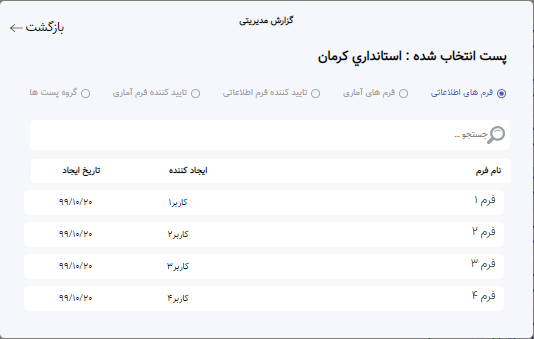 گزارش مدیریتی
بازگشت
پست انتخاب شده : استانداري کرمان
فرم های اطلاعاتی فرم های آماری تایید کننده فرم اطلاعاتی تایید کننده فرم آماری گروه پست ها
جستجو ...
نام فرم ایجاد کننده تاریخ ایجاد
فرم ۱ کاربر۱ ۹۹/۱۰/۲۰
فرم ۲ کاربر۲ ۹۹/۱۰/۲۰
فرم ۳ کاربر۳ ۹۹/۱۰/۲۰
فرم ۴ کاربر۴ ۹۹/۱۰/۲۰